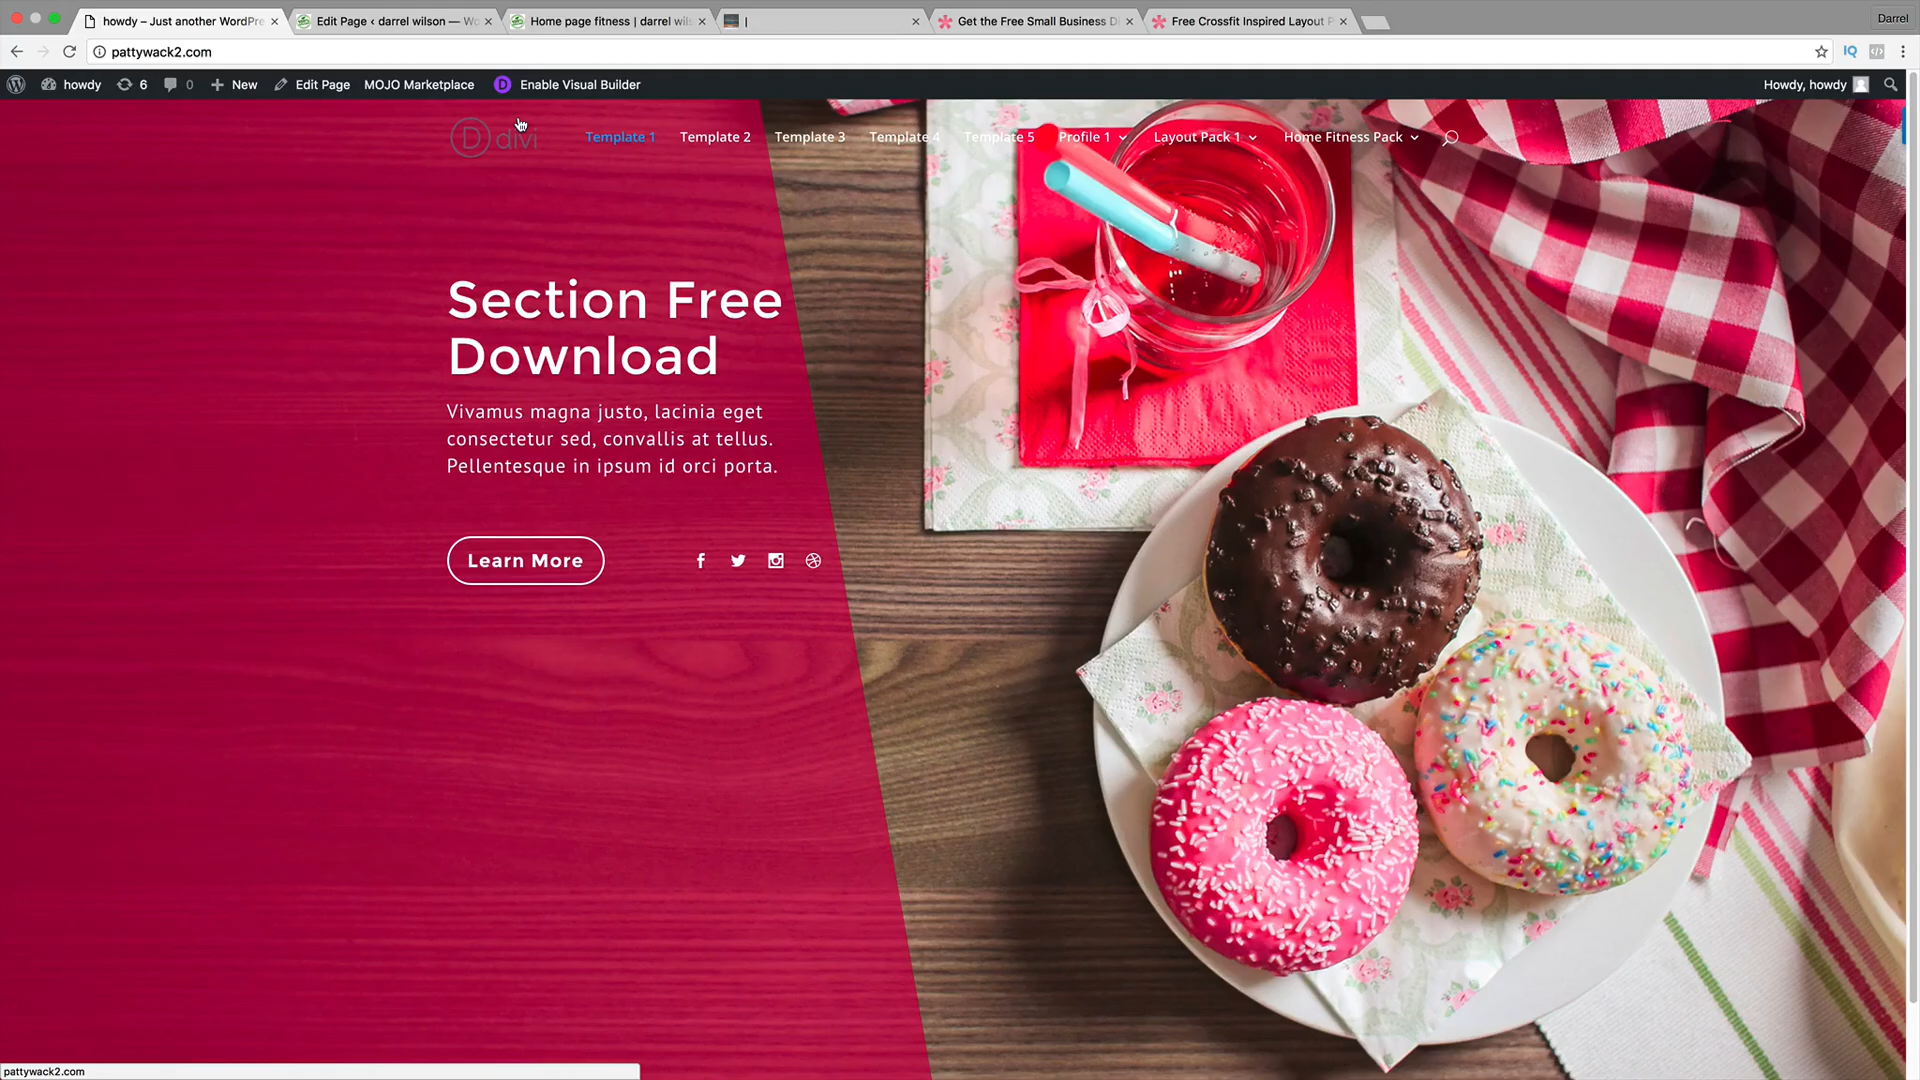 howdy – Just another WordPre
Edit Page ‹ darrel wilson — Wo
Home page fitness | darrel wils
|
Get the Free Small Business Di
Free Crossfit Inspired Layout P
Darrel
pattywack2.com
IQ
howdy
6
0
New
Edit Page
MOJO Marketplace
D
Enable Visual Builder
Howdy, howdy
D divi
Template 1
Template 2
Template 3
Template 4
Template 5
Profile 1
Layout Pack 1
Home Fitness Pack
Section Free
Download
Vivamus magna justo, lacinia eget
consectetur sed, convallis at tellus.
Pellentesque in ipsum id orci porta.
Learn More
pattywack2.com